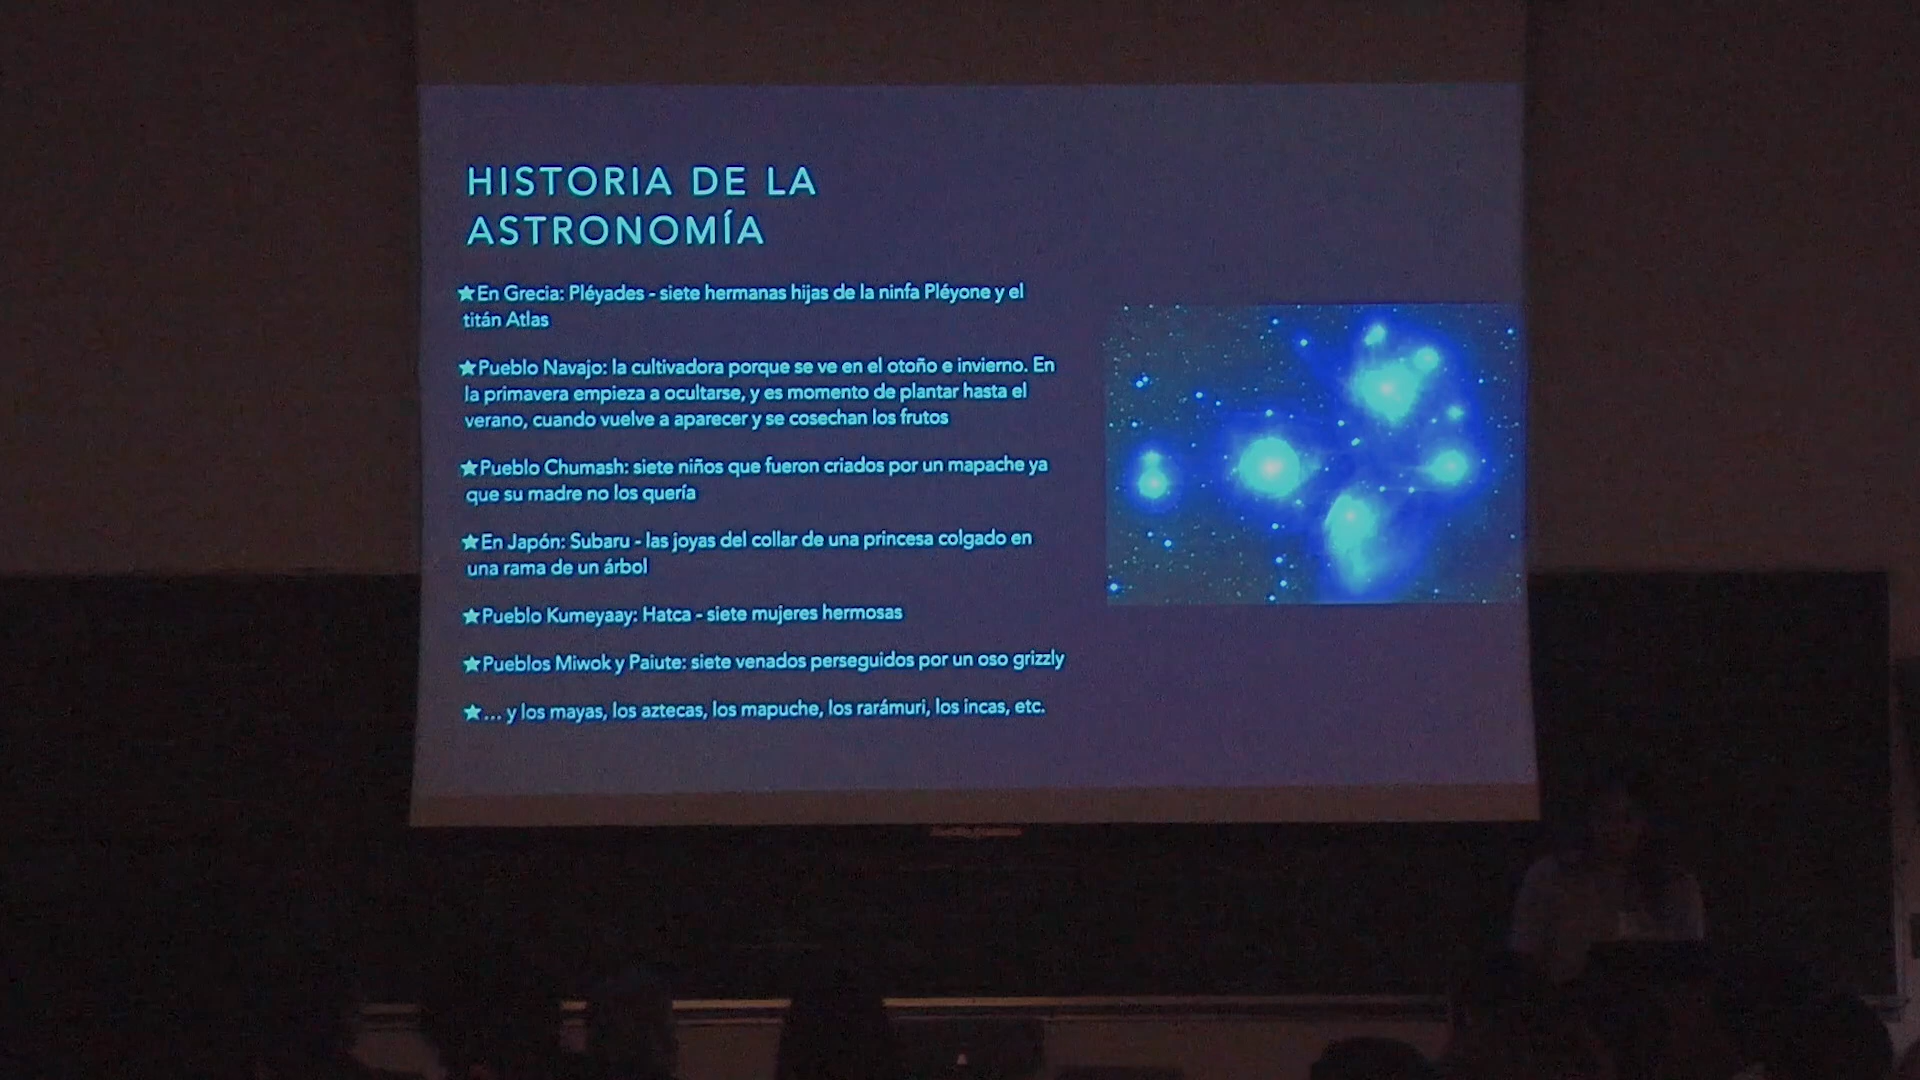 HISTORIA DE LA
ASTRONOMÍA
★En Grecia: Pléyades - siete hermanas hijas de la ninfa Pléyone y el
titán Atlas
★Pueblo Navajo: la cultivadora porque se ve en el otoño e invierno. En
la primavera empieza a ocultarse, y es momento de plantar hasta el
verano, cuando vuelve a aparecer y se cosechan los frutos
★Pueblo Chumash: siete niños que fueron criados por un mapache ya
que su madre no los quería
★En Japón: Subaru - las joyas del collar de una princesa colgado en
una rama de un árbol
★Pueblo Kumeyaay: Hatca - siete mujeres hermosas
★Pueblos Miwok y Paiute: siete venados perseguidos por un oso grizzly
★... y los mayas, los aztecas, los mapuche, los rarámuri, los incas, etc.